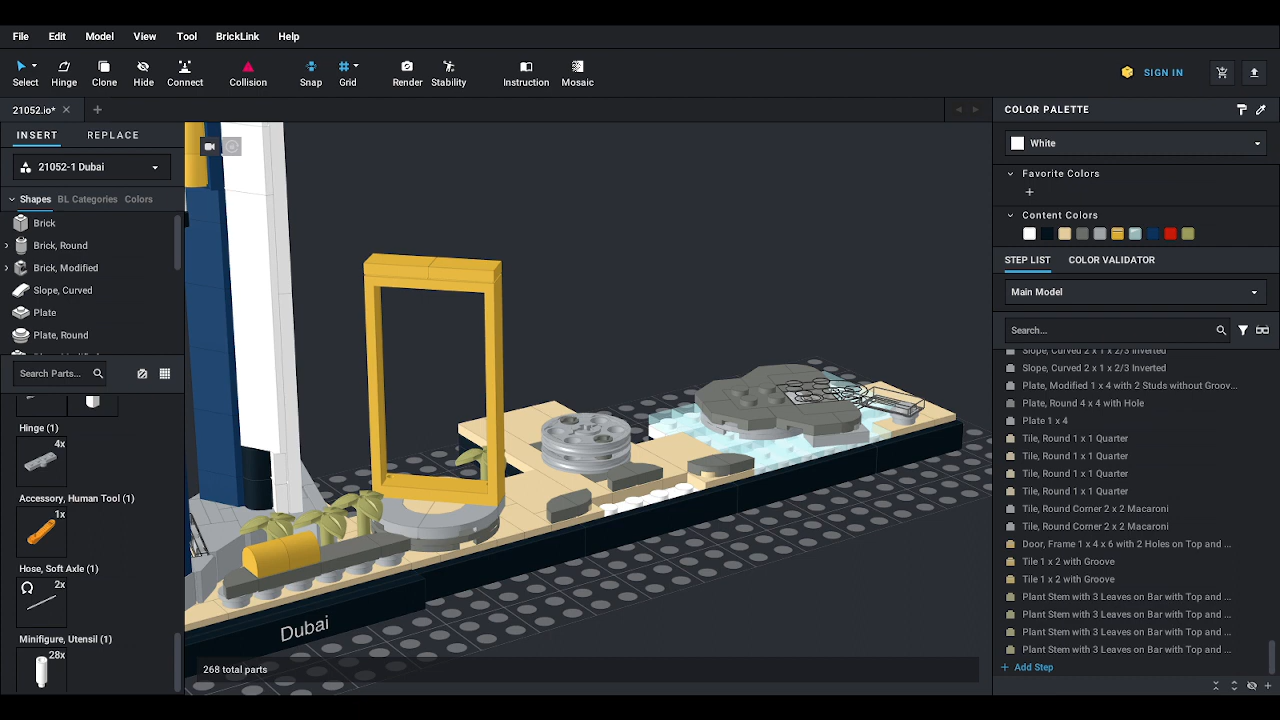 File Edit Model View Tool BrickLink Help
Select Hinge Clone Hide Connect Collision Snap Grid Render Stability Instruction Mosaic SIGN IN
21052.io*
INSERT REPLACE
21052-1 Dubai
Shapes BL Categories Colors
Brick
Brick, Round
Brick, Modified
Slope, Curved
Plate
Plate, Round
Search Parts...
Hinge (1)
4x
Accessory, Human Tool (1)
1x
Hose, Soft Axle (1)
2x
Minifigure, Utensil (1)
28x
Dubai
268 total parts
COLOR PALETTE
White
Favorite Colors
+
Content Colors
STEP LIST COLOR VALIDATOR
Main Model
Search...
Slope, Curved 2 x 1 x 2/3 Inverted
Slope, Curved 2 x 1 x 2/3 Inverted
Plate, Modified 1 x 4 with 2 Studs without Groov...
Plate, Round 4 x 4 with Hole
Plate 1 x 4
Tile, Round 1 x 1 Quarter
Tile, Round 1 x 1 Quarter
Tile, Round 1 x 1 Quarter
Tile, Round 1 x 1 Quarter
Tile, Round Corner 2 x 2 Macaroni
Tile, Round Corner 2 x 2 Macaroni
Door, Frame 1 x 4 x 6 with 2 Holes on Top and ...
Tile 1 x 2 with Groove
Tile 1 x 2 with Groove
Plant Stem with 3 Leaves on Bar with Top and ...
Plant Stem with 3 Leaves on Bar with Top and ...
Plant Stem with 3 Leaves on Bar with Top and ...
Plant Stem with 3 Leaves on Bar with Top and ...
+ Add Step